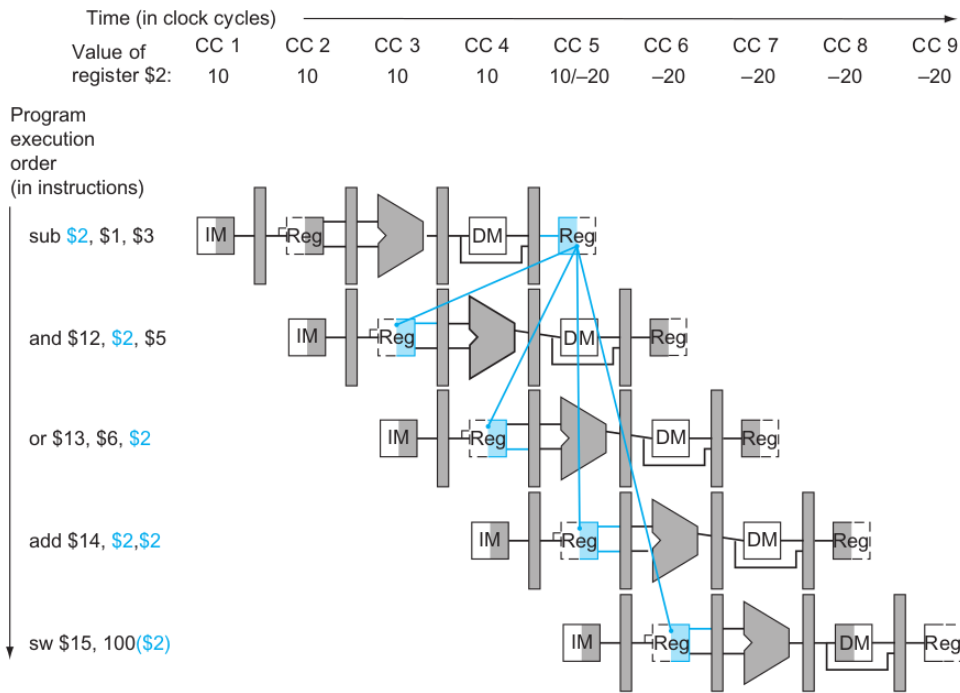 Time (in clock cycles)
CC 1 CC 2 CC 3 CC 4 CC 5 CC 6 CC 7 CC 8 CC 9
Value of
register $2: 10 10 10 10 10/–20 –20 –20 –20 –20
Program
execution
order
(in instructions)
sub $2, $1, $3 IM Reg DM Reg
and $12, $2, $5 IM Reg DM Reg
or $13, $6, $2 IM Reg DM Reg
add $14, $2,$2 IM Reg DM Reg
sw $15, 100($2) IM Reg DM Reg